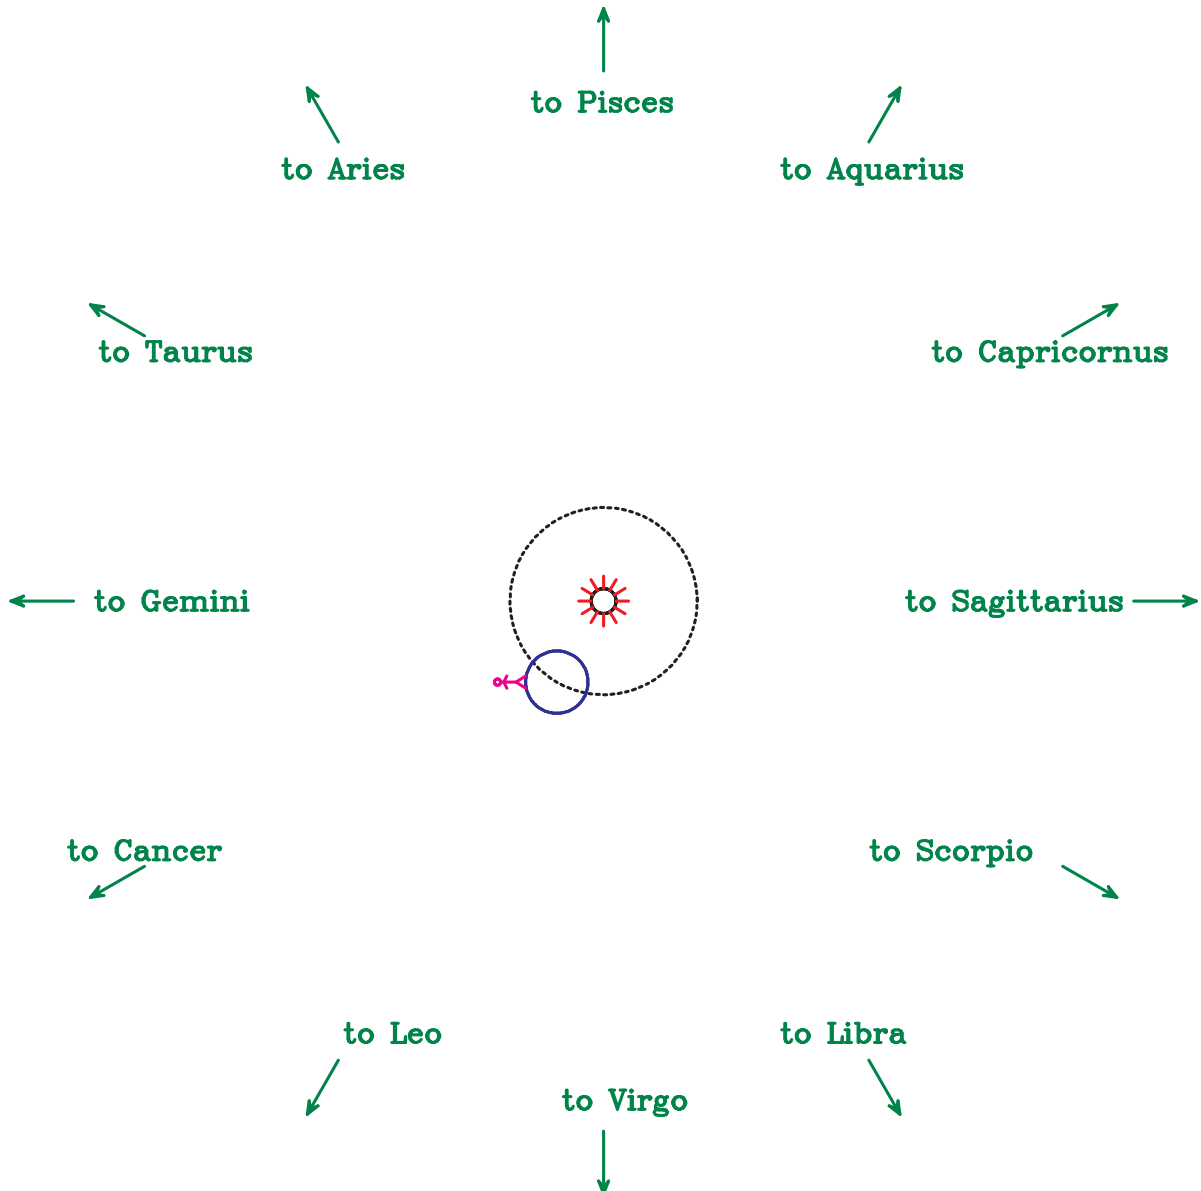 to Pisces
to Aries
to Aquarius
to Taurus
to Capricornus
to Gemini
to Sagittarius
to Cancer
to Scorpio
to Leo
to Libra
to Virgo